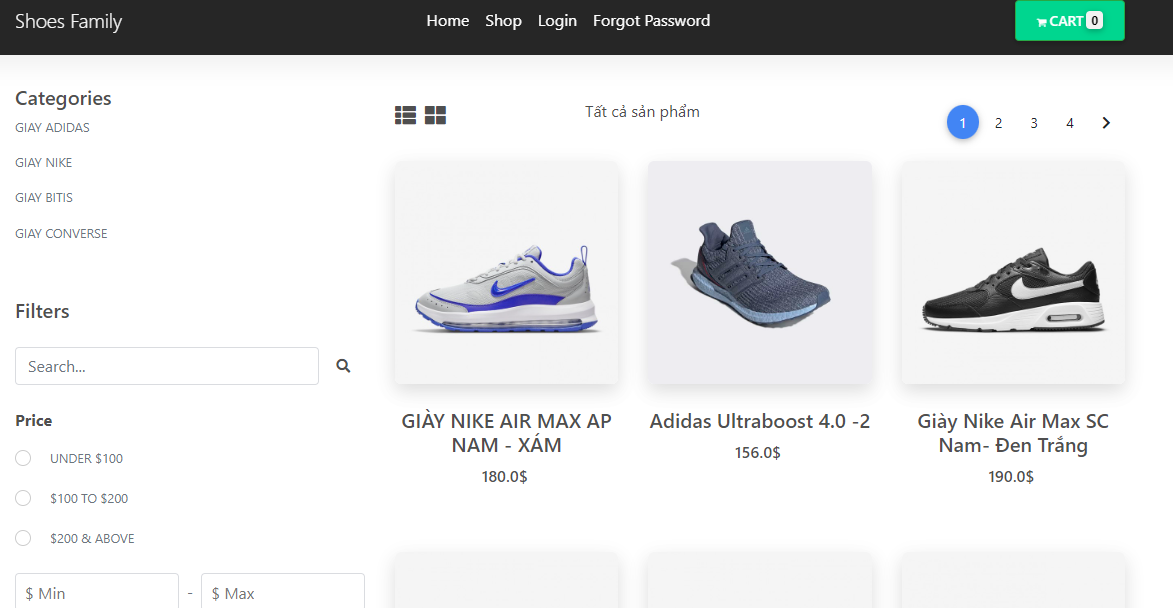 Shoes Family
Home
Shop
Login
Forgot Password
CART 0
Categories
GIAY ADIDAS
GIAY NIKE
GIAY BITIS
GIAY CONVERSE
Filters
Search...
Price
UNDER $100
$100 TO $200
$200 & ABOVE
$ Min - $ Max
Tất cả sản phẩm
1 2 3 4
GIÀY NIKE AIR MAX AP
NAM - XÁM
180.0$
Adidas Ultraboost 4.0 -2
156.0$
Giày Nike Air Max SC
Nam- Đen Trắng
190.0$